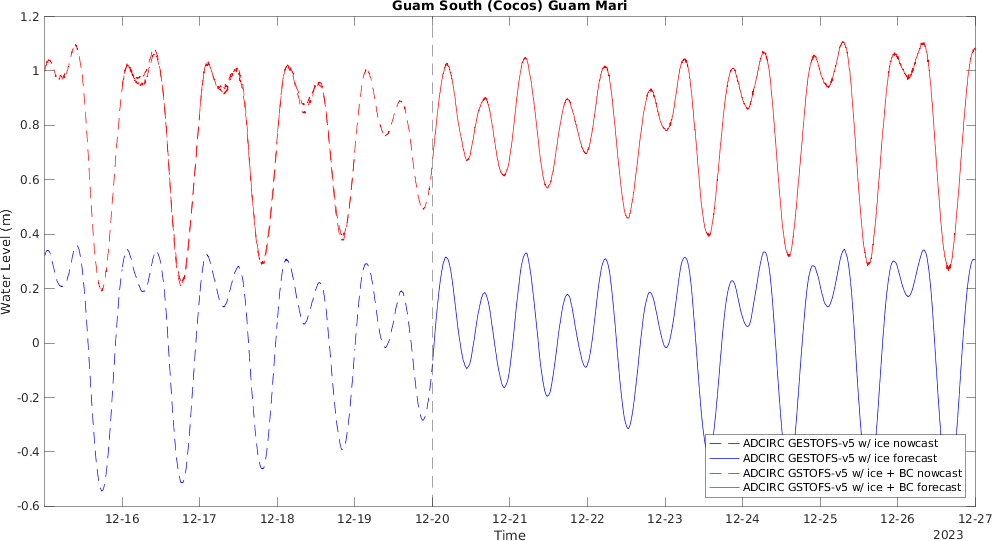 Guam South (Cocos) Guam Mari
1.2
1
0.8
0.6
0.4
0.2
0
-0.2
-0.4
-0.6
Water Level (m)
ADCIRC GESTOFS-v5 w/ ice nowcast
ADCIRC GESTOFS-v5 w/ ice forecast
ADCIRC GSTOFS-v5 w/ ice + BC nowcast
ADCIRC GSTOFS-v5 w/ ice + BC forecast
12-16 12-17 12-18 12-19 12-20 12-21 12-22 12-23 12-24 12-25 12-26 12-27
Time
2023